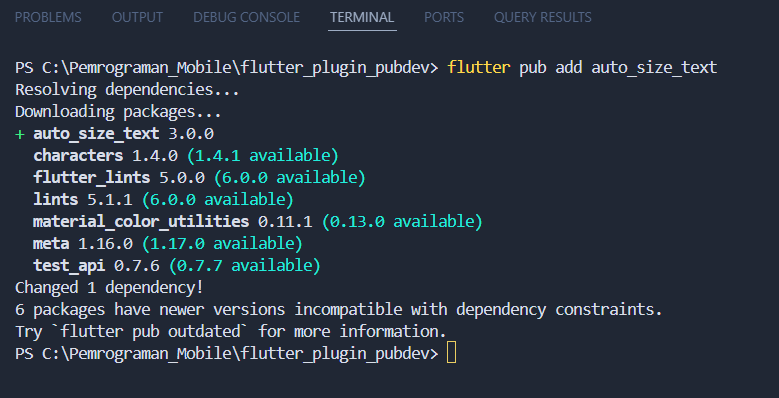 PROBLEMS OUTPUT DEBUG CONSOLE TERMINAL PORTS QUERY RESULTS
PS C:\Pemrograman_Mobile\flutter_plugin_pubdev> flutter pub add auto_size_text
Resolving dependencies...
Downloading packages...
+ auto_size_text 3.0.0
  characters 1.4.0 (1.4.1 available)
  flutter_lints 5.0.0 (6.0.0 available)
  lints 5.1.1 (6.0.0 available)
  material_color_utilities 0.11.1 (0.13.0 available)
  meta 1.16.0 (1.17.0 available)
  test_api 0.7.6 (0.7.7 available)
Changed 1 dependency!
6 packages have newer versions incompatible with dependency constraints.
Try `flutter pub outdated` for more information.
PS C:\Pemrograman_Mobile\flutter_plugin_pubdev>